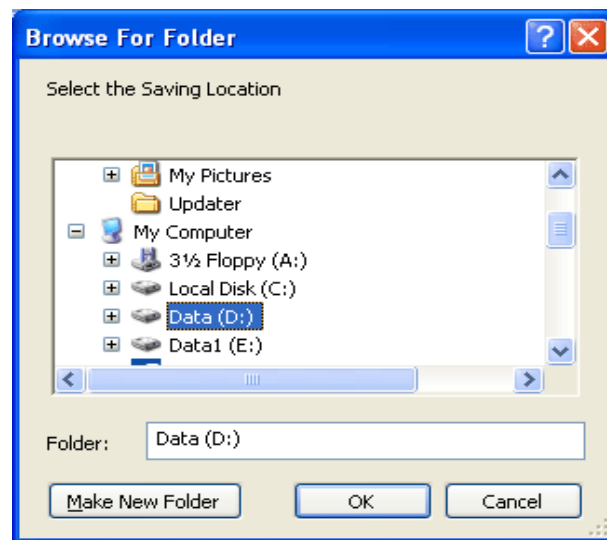 Browse For Folder
Select the Saving Location
My Pictures
Updater
My Computer
3½ Floppy (A:)
Local Disk (C:)
Data (D:)
Data1 (E:)
Folder: Data (D:)
Make New Folder OK Cancel